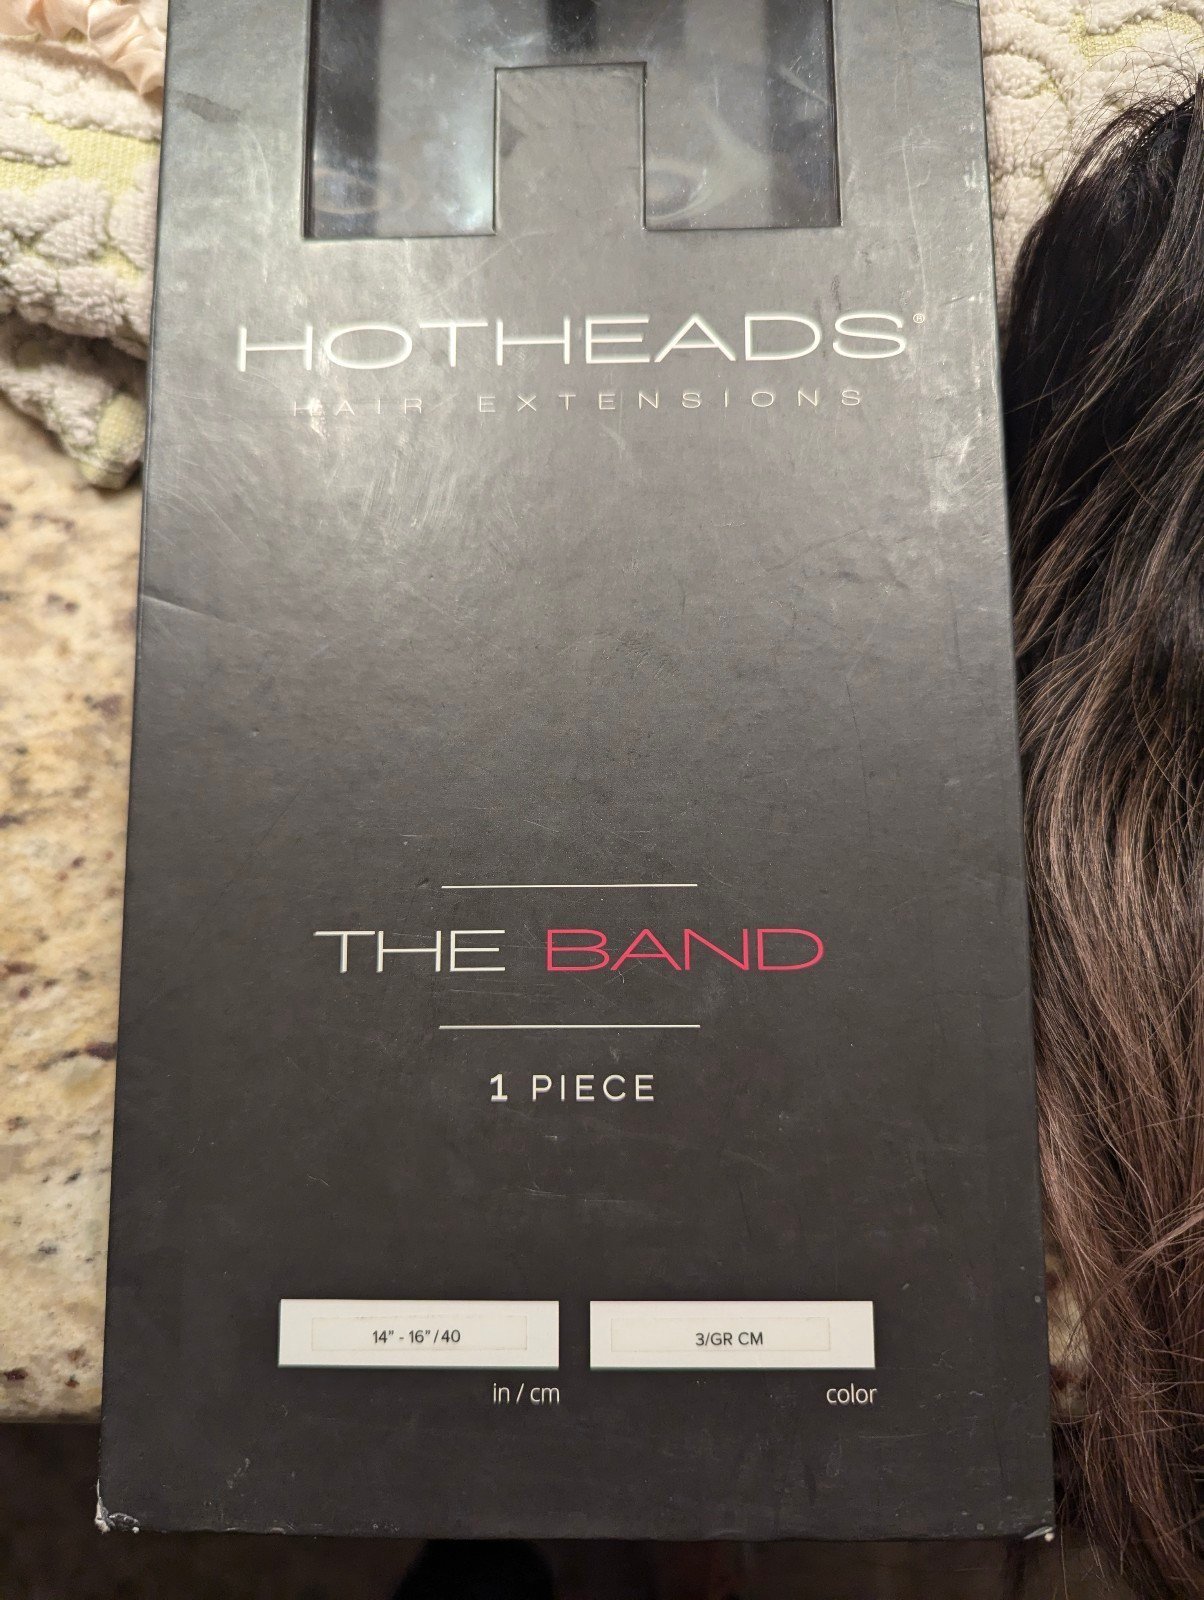 HOTHEADS®
HAIR EXTENSIONS
THE BAND
1 PIECE
14" - 16"/40
3/GR CM
in / cm
color